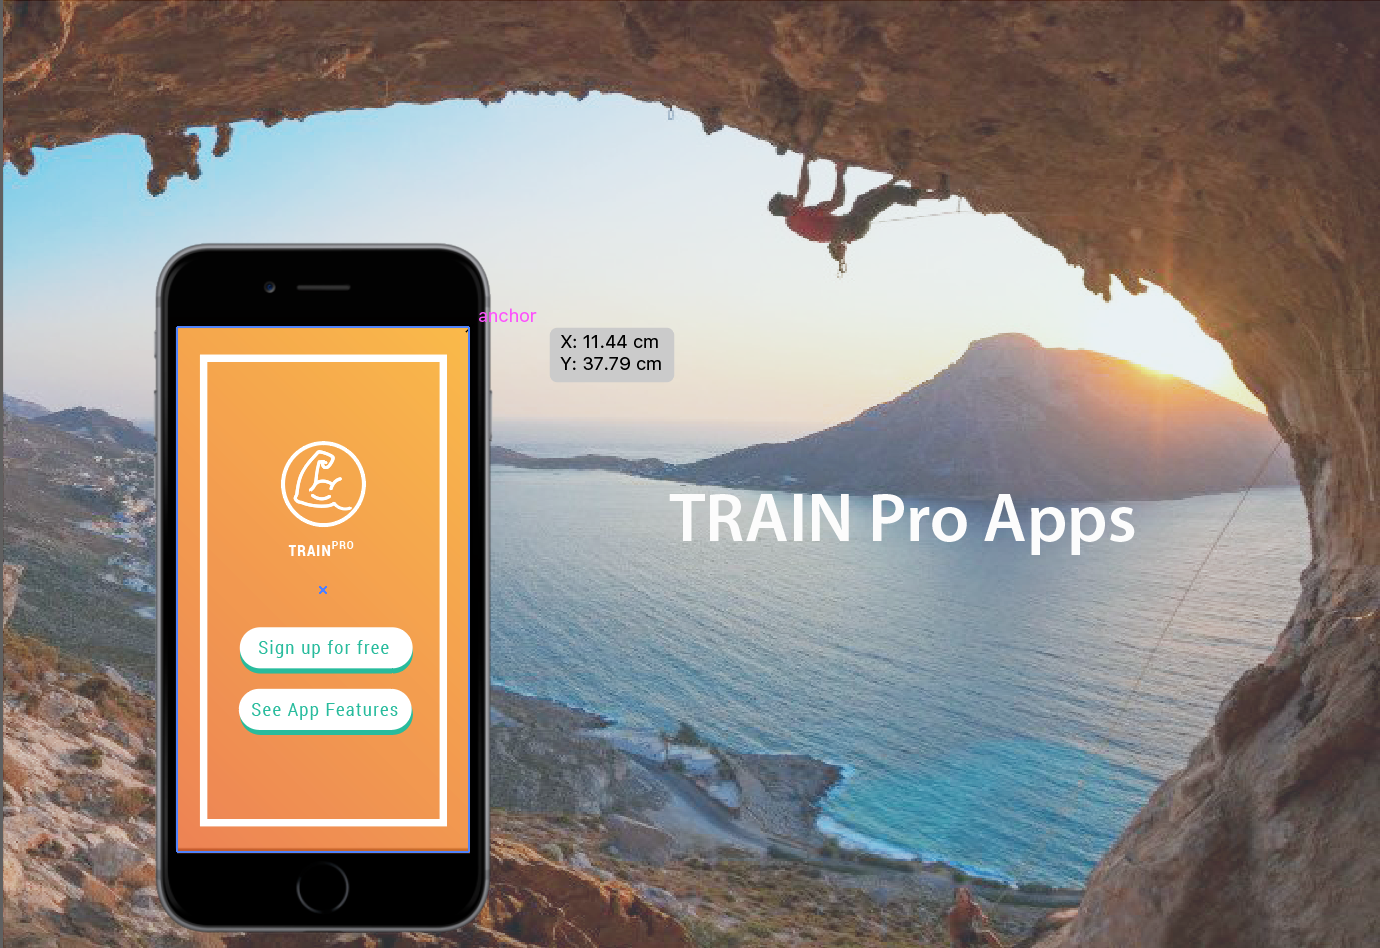 anchor
X: 11.44 cm
Y: 37.79 cm
TRAIN Pro Apps
TRAINPRO
Sign up for free
See App Features